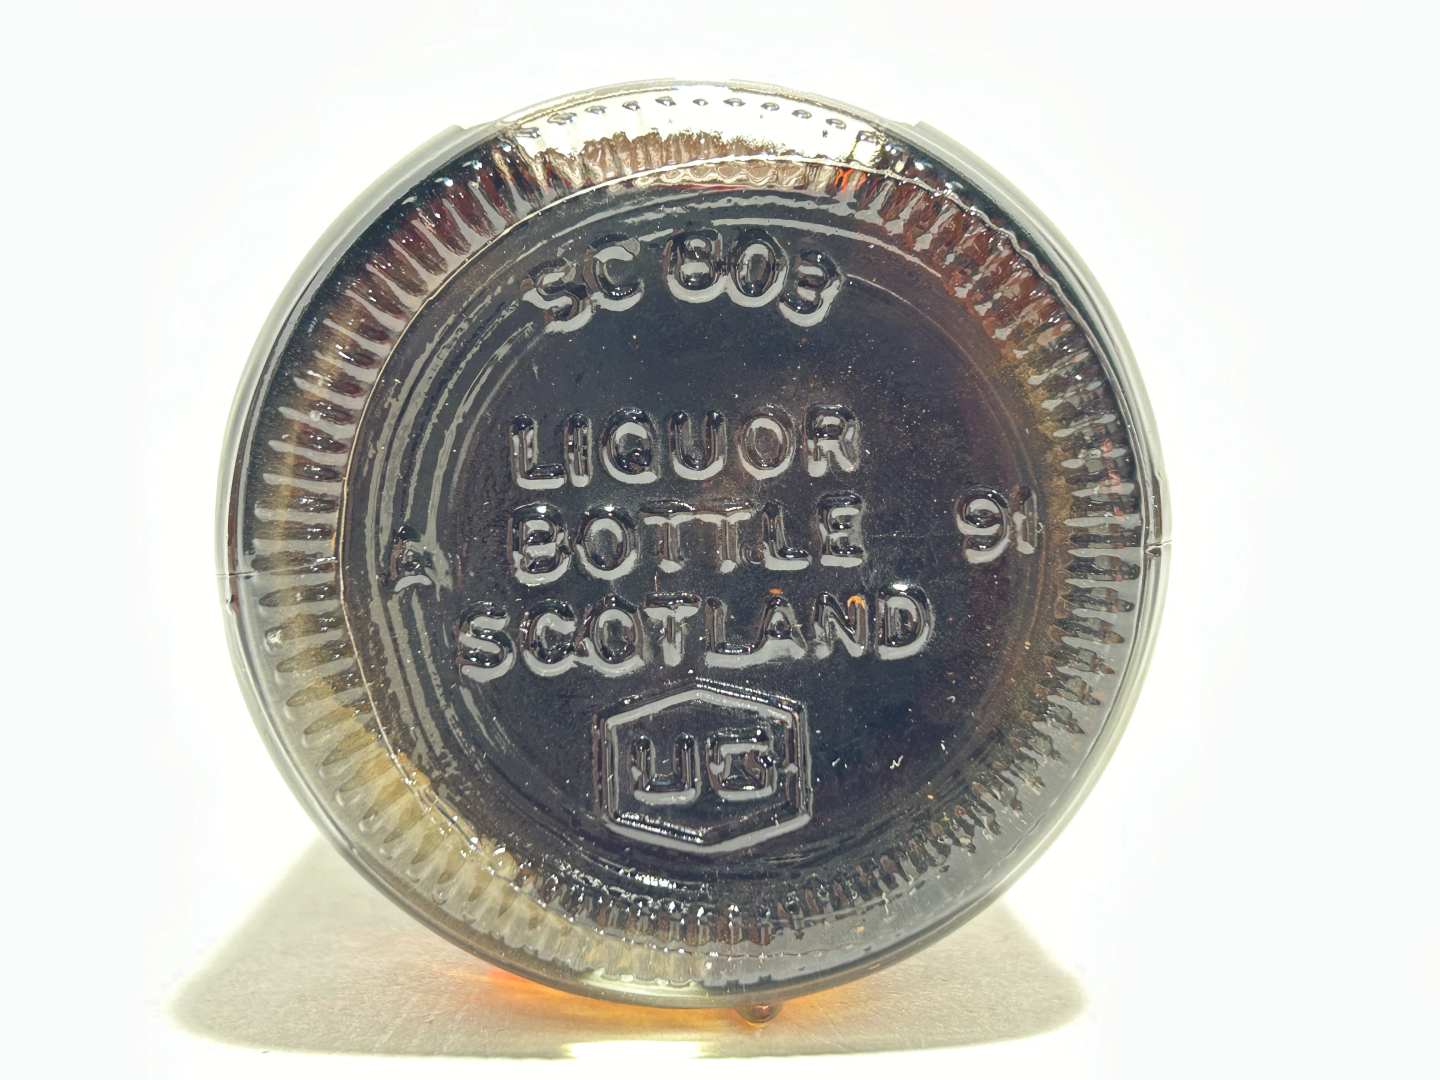 SC 803
LIQUOR
BOTTLE
91
SCOTLAND
UG